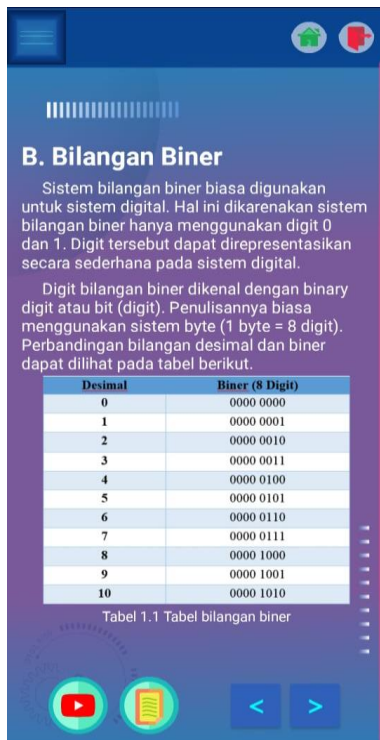 B. Bilangan Biner
Sistem bilangan biner biasa digunakan
untuk sistem digital. Hal ini dikarenakan sistem
bilangan biner hanya menggunakan digit 0
dan 1. Digit tersebut dapat direpresentasikan
secara sederhana pada sistem digital.
Digit bilangan biner dikenal dengan binary
digit atau bit (digit). Penulisannya biasa
menggunakan sistem byte (1 byte = 8 digit).
Perbandingan bilangan desimal dan biner
dapat dilihat pada tabel berikut.
Desimal Biner (8 Digit)
0 0000 0000
1 0000 0001
2 0000 0010
3 0000 0011
4 0000 0100
5 0000 0101
6 0000 0110
7 0000 0111
8 0000 1000
9 0000 1001
10 0000 1010
Tabel 1.1 Tabel bilangan biner
< >